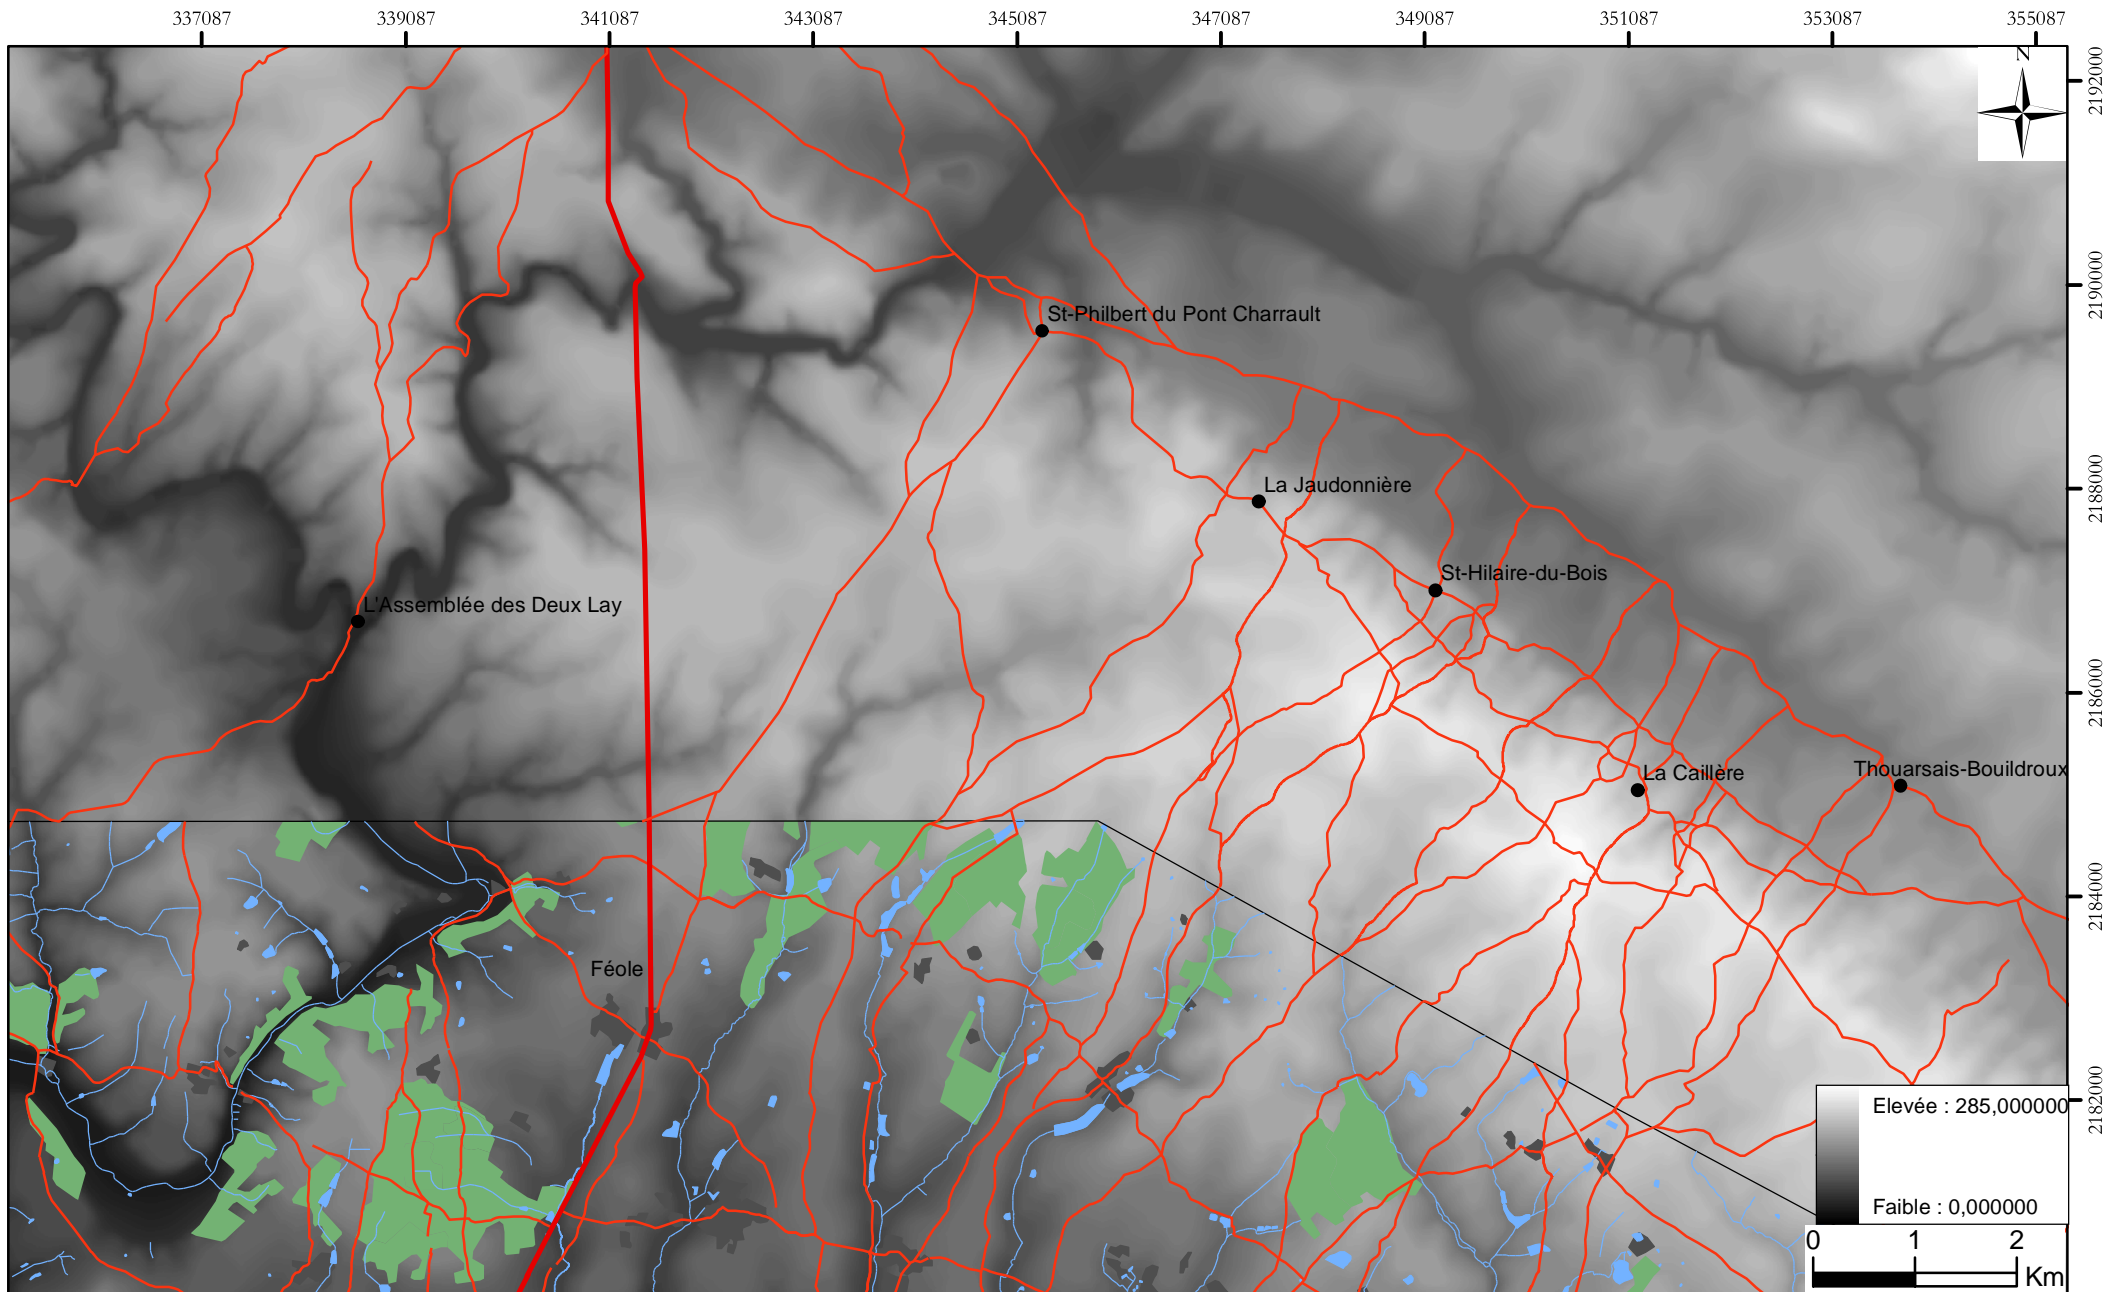 337087 339087 341087 343087 345087 347087 349087 351087 353087 355087
N
2192000
2190000
St-Philbert du Pont Charrault
La Jaudonnière
2188000
St-Hilaire-du-Bois
L'Assemblée des Deux Lay
2186000
La Caillère
Thouarsais-Bouildroux
2184000
Féole
2182000
Elevée : 285,000000
Faible : 0,000000
0 1 2
Km